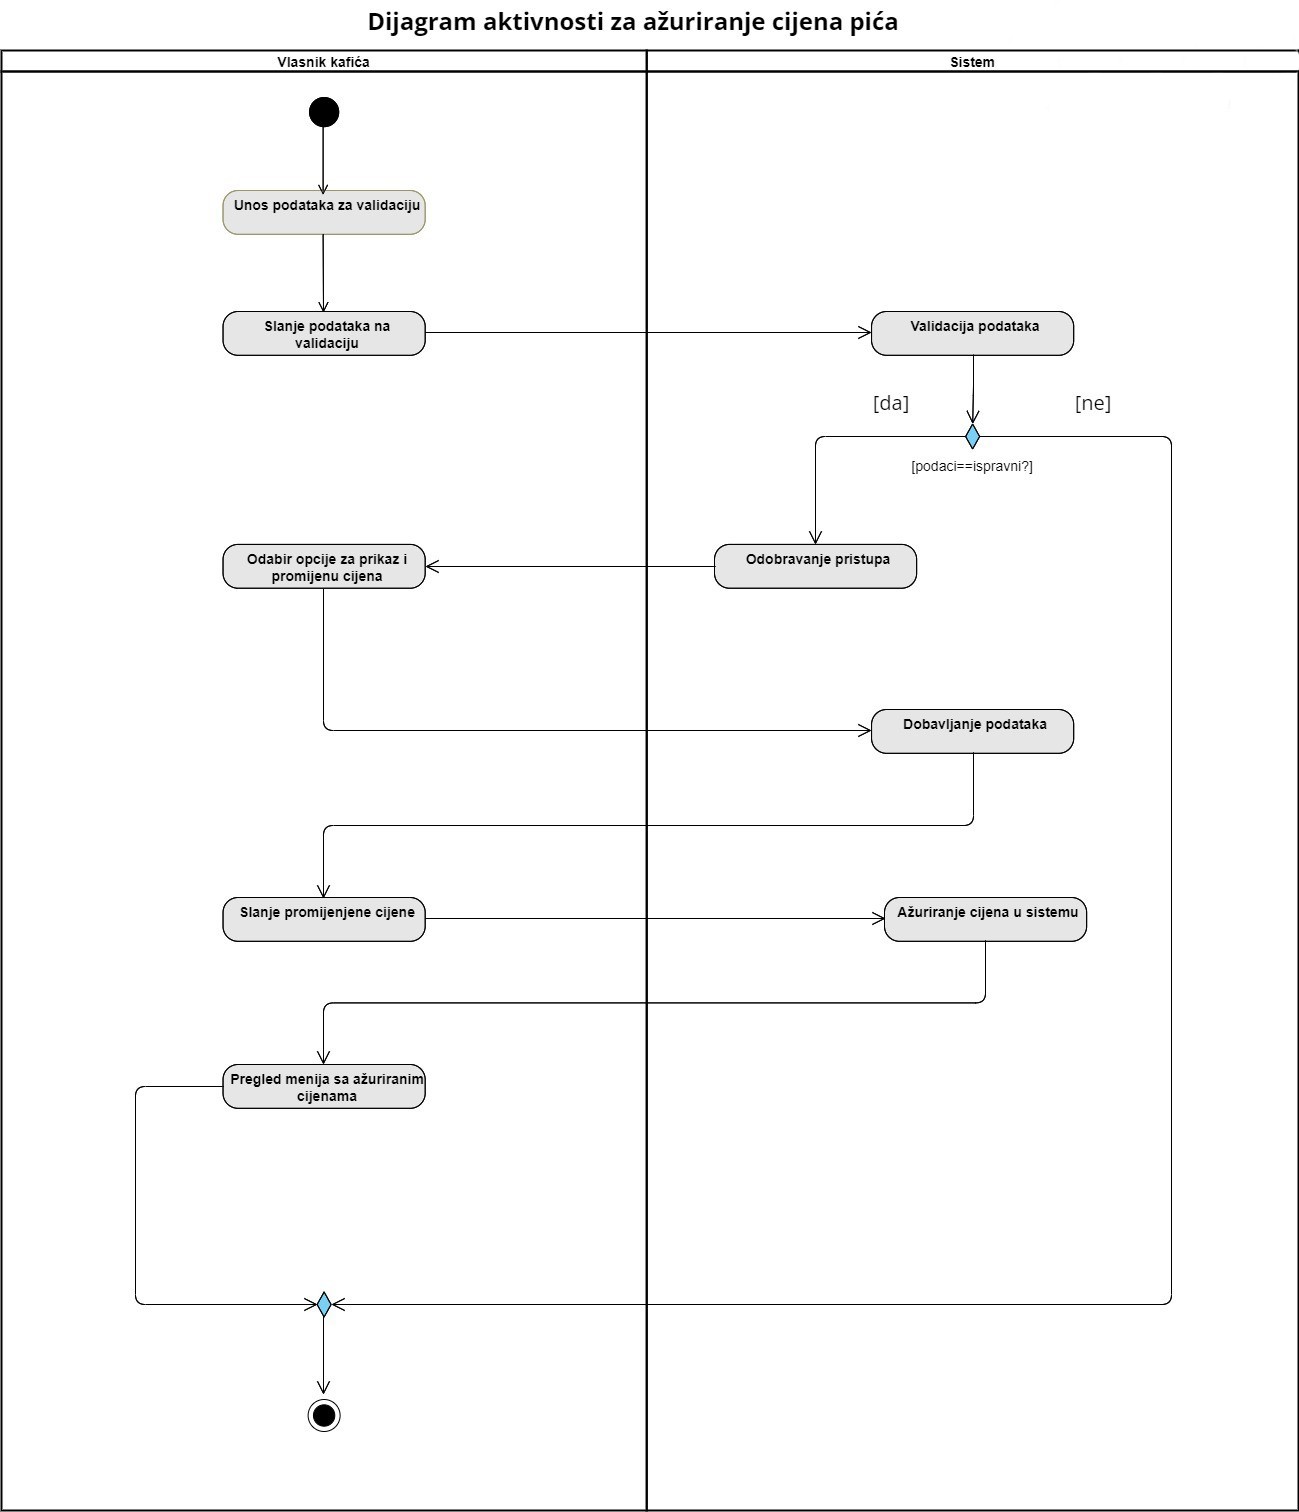 Dijagram aktivnosti za ažuriranje cijena pića
Vlasnik kafića
Sistem
Unos podataka za validaciju
Slanje podataka na
validaciju
Validacija podataka
[da]
[ne]
[podaci==ispravni?]
Odabir opcije za prikaz i
promijenu cijena
Odobravanje pristupa
Dobavljanje podataka
Slanje promijenjene cijene
Ažuriranje cijena u sistemu
Pregled menija sa ažuriranim
cijenama